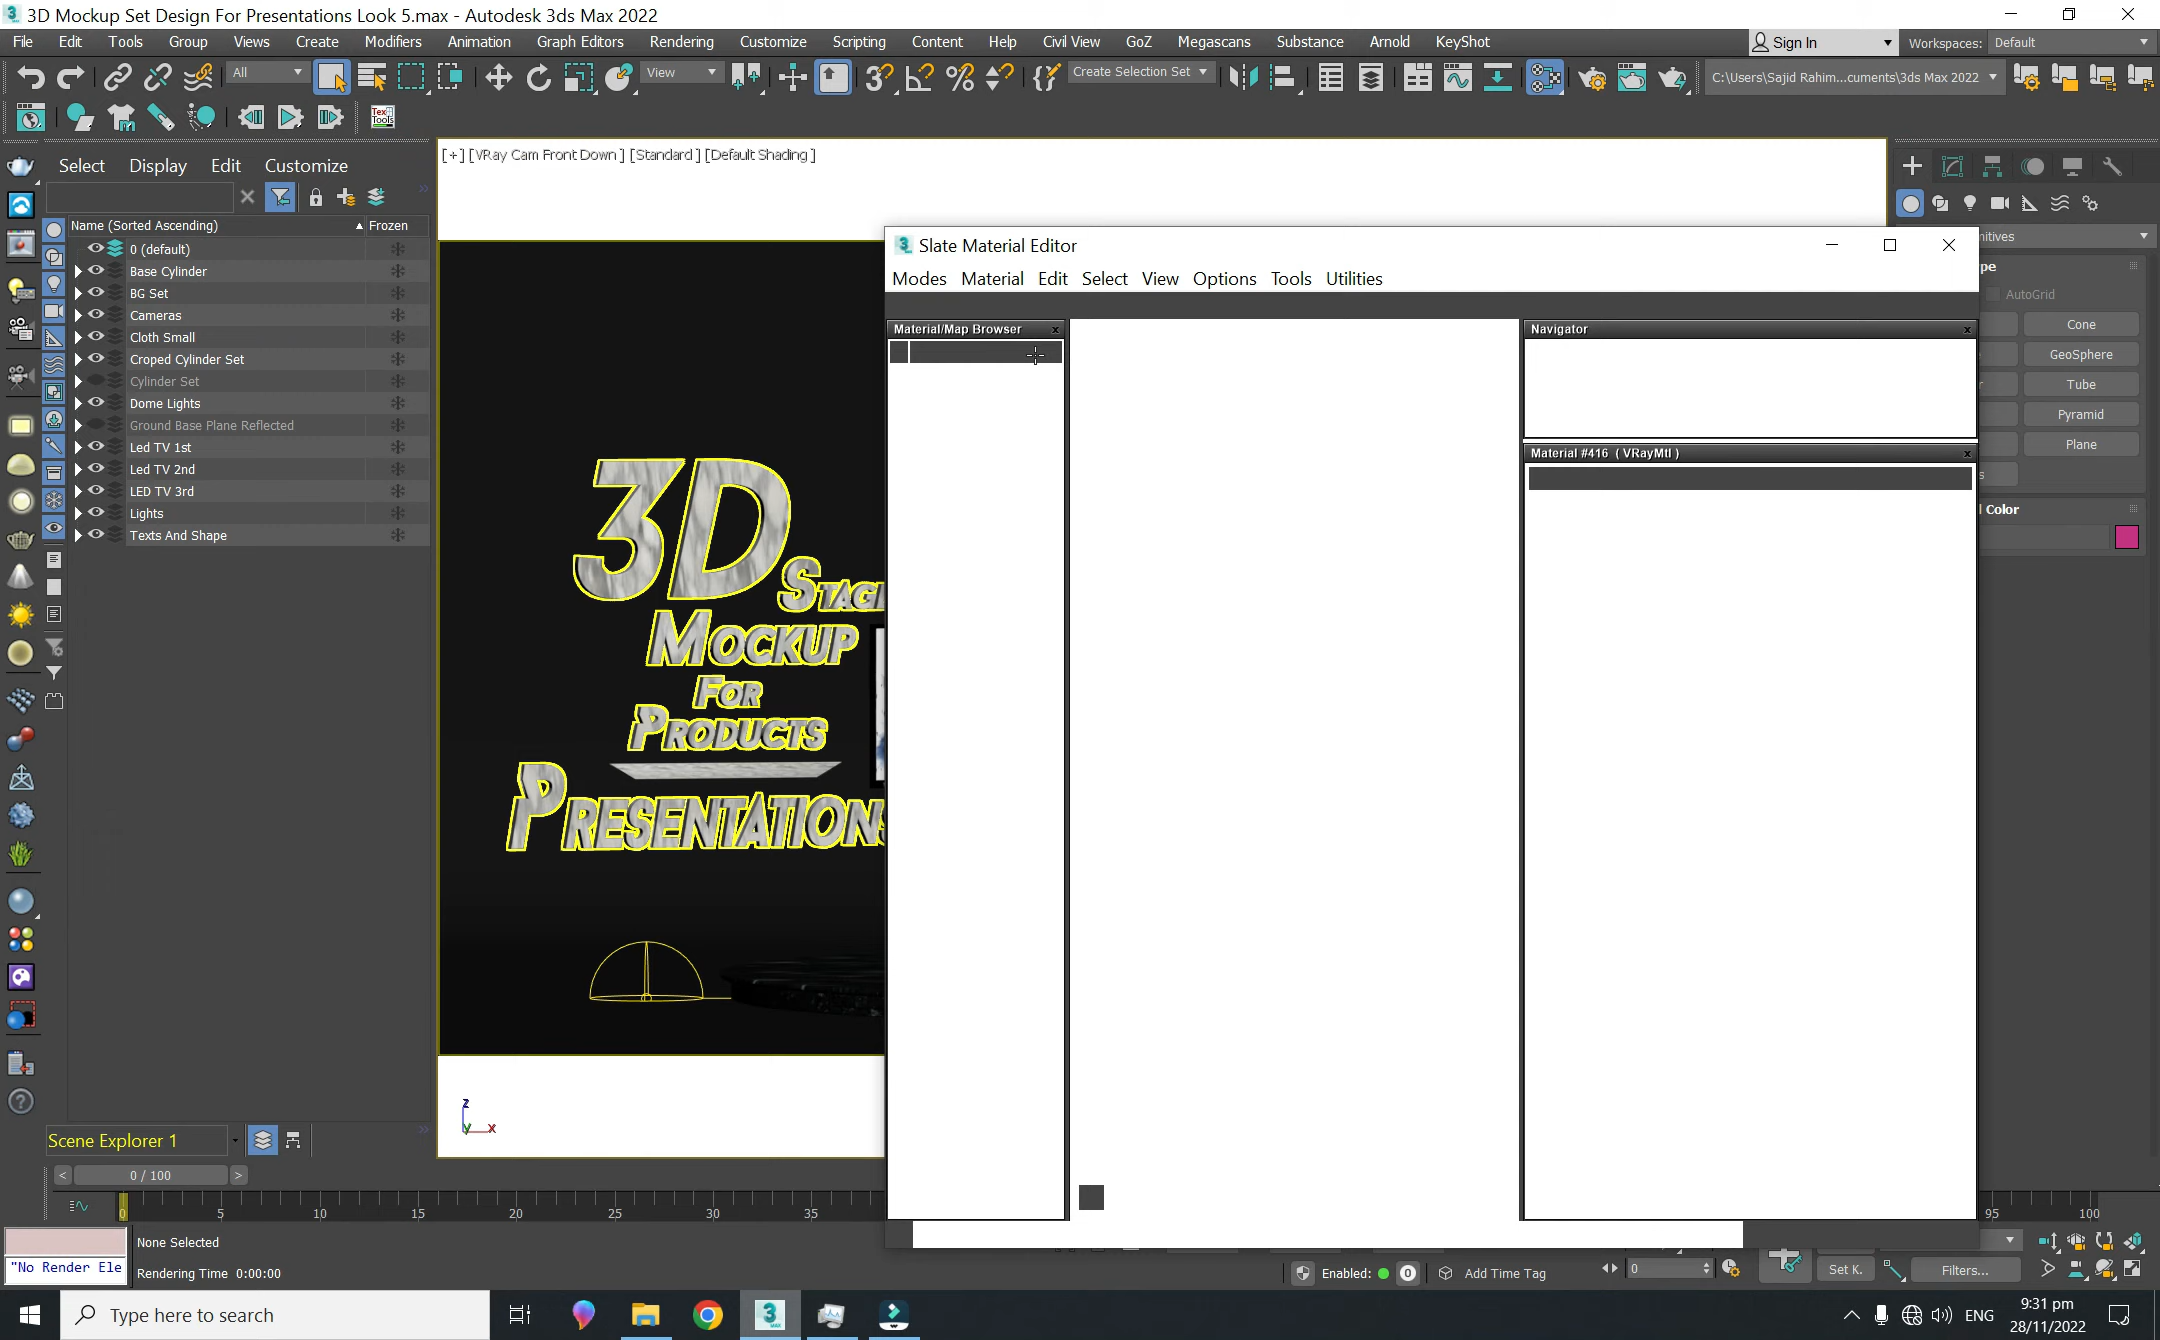 3D Mockup Set Design For Presentations Look 5.max - Autodesk 3ds Max 2022
File Edit Tools Group Views Create Modifiers Animation Graph Editors Rendering Customize Scripting Content Help Civil View GoZ Megascans Substance Arnold KeyShot
Sign In Workspaces: Default
All View Create Selection Set C:\Users\Sajid Rahim...cuments\3ds Max 2022
Tex Tools
Select Display Edit Customize
[+] [VRay Cam Front Down ] [Standard ] [Default Shading ]
Name (Sorted Ascending) Frozen
0 (default)
Base Cylinder
BG Set
Cameras
Cloth Small
Croped Cylinder Set
Cylinder Set
Dome Lights
Ground Base Plane Reflected
Led TV 1st
Led TV 2nd
LED TV 3rd
Lights
Texts And Shape
3D
Mockup
For
Products
Presentations
z
y x
Slate Material Editor
Modes Material Edit Select View Options Tools Utilities
Material/Map Browser
Navigator
Material #416 ( VRayMtl )
AutoGrid
Cone
GeoSphere
Tube
Pyramid
Plane
Color
Scene Explorer 1
< 0 / 100 >
0 5 10 15 20 25 30 35 95 100
None Selected
"No Render Ele
Rendering Time 0:00:00
Enabled: 0 Add Time Tag 0 Set K. Filters...
Type here to search
ENG
9:31 pm
28/11/2022